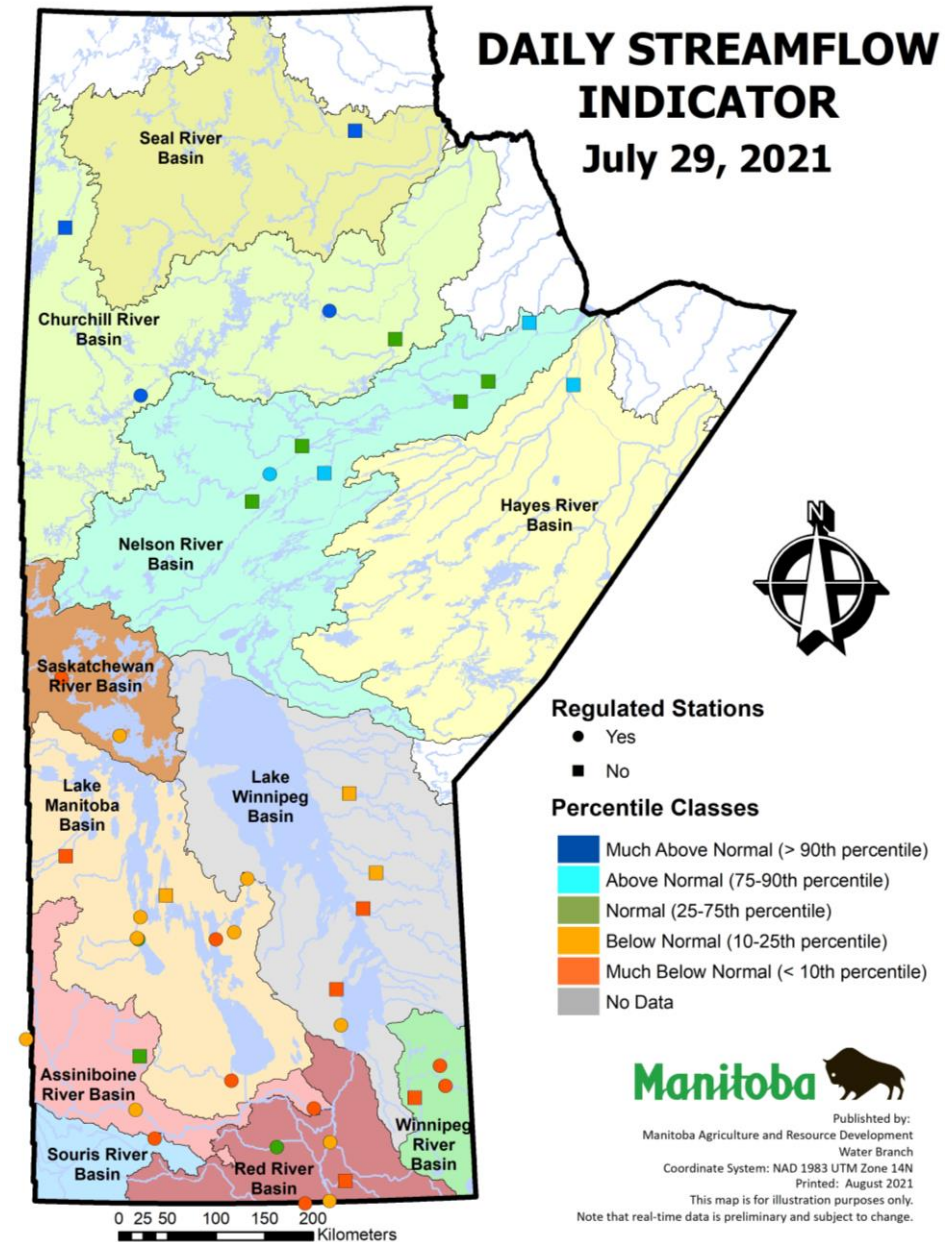 DAILY STREAMFLOW
INDICATOR
July 29, 2021
Seal River
Basin
Churchill River
Basin
Hayes River
Basin
Nelson River
Basin
N
Saskatchewan
River Basin
Lake
Manitoba
Basin
Lake
Winnipeg
Basin
Assiniboine
River Basin
Souris River
Basin
Red River
Basin
Winnipeg
River
Basin
0 25 50 100 150 200
Kilometers
Regulated Stations
Yes
No
Percentile Classes
Much Above Normal (> 90th percentile)
Above Normal (75-90th percentile)
Normal (25-75th percentile)
Below Normal (10-25th percentile)
Much Below Normal (< 10th percentile)
No Data
Manitoba
Published by:
Manitoba Agriculture and Resource Development
Water Branch
Coordinate System: NAD 1983 UTM Zone 14N
Printed: August 2021
This map is for illustration purposes only.
Note that real-time data is preliminary and subject to change.